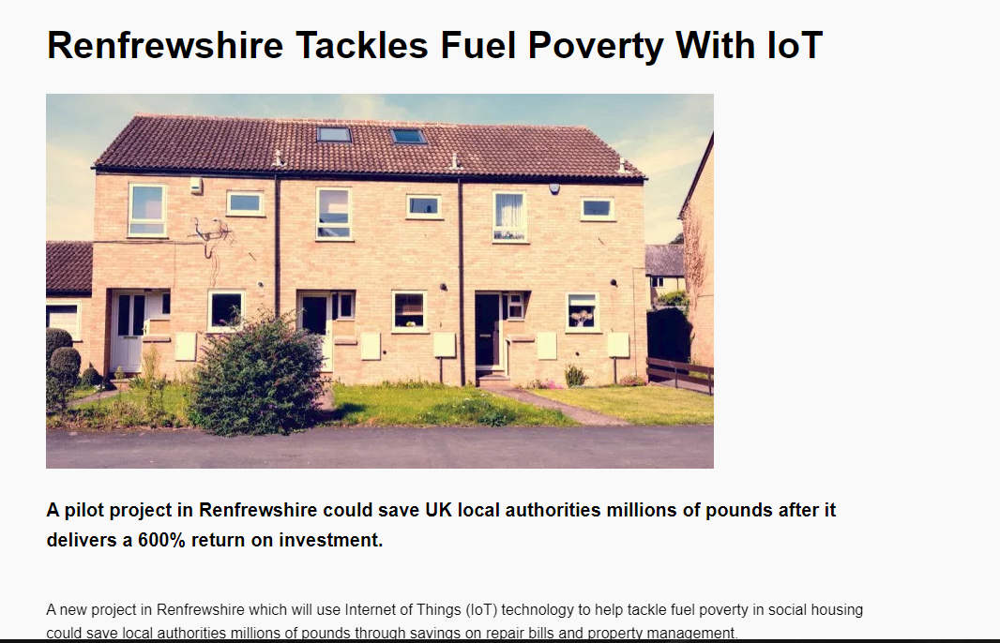 Renfrewshire Tackles Fuel Poverty With IoT
A pilot project in Renfrewshire could save UK local authorities millions of pounds after it
delivers a 600% return on investment.
A new project in Renfrewshire which will use Internet of Things (IoT) technology to help tackle fuel poverty in social housing
could save local authorities millions of pounds through savings on repair bills and property management.